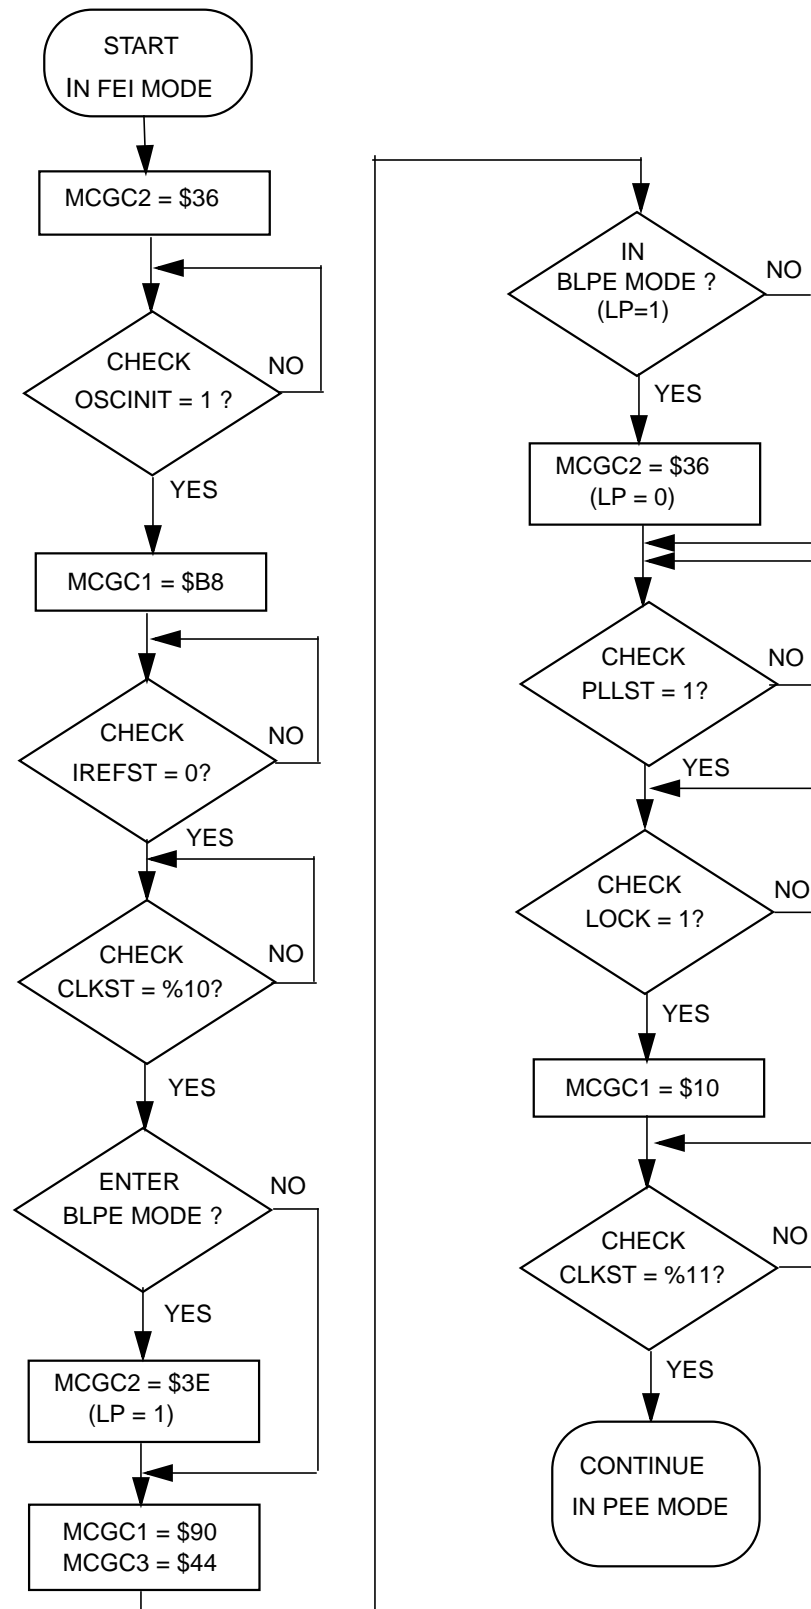 START
IN FEI MODE
MCGC2 = $36
CHECK
OSCINIT = 1 ?
NO
YES
MCGC1 = $B8
CHECK
IREFST = 0?
NO
YES
CHECK
CLKST = %10?
NO
YES
ENTER
BLPE MODE ?
NO
YES
MCGC2 = $3E
(LP = 1)
MCGC1 = $90
MCGC3 = $44
IN
BLPE MODE ?
(LP=1)
NO
YES
MCGC2 = $36
(LP = 0)
CHECK
PLLST = 1?
NO
YES
CHECK
LOCK = 1?
NO
YES
MCGC1 = $10
CHECK
CLKST = %11?
NO
YES
CONTINUE
IN PEE MODE